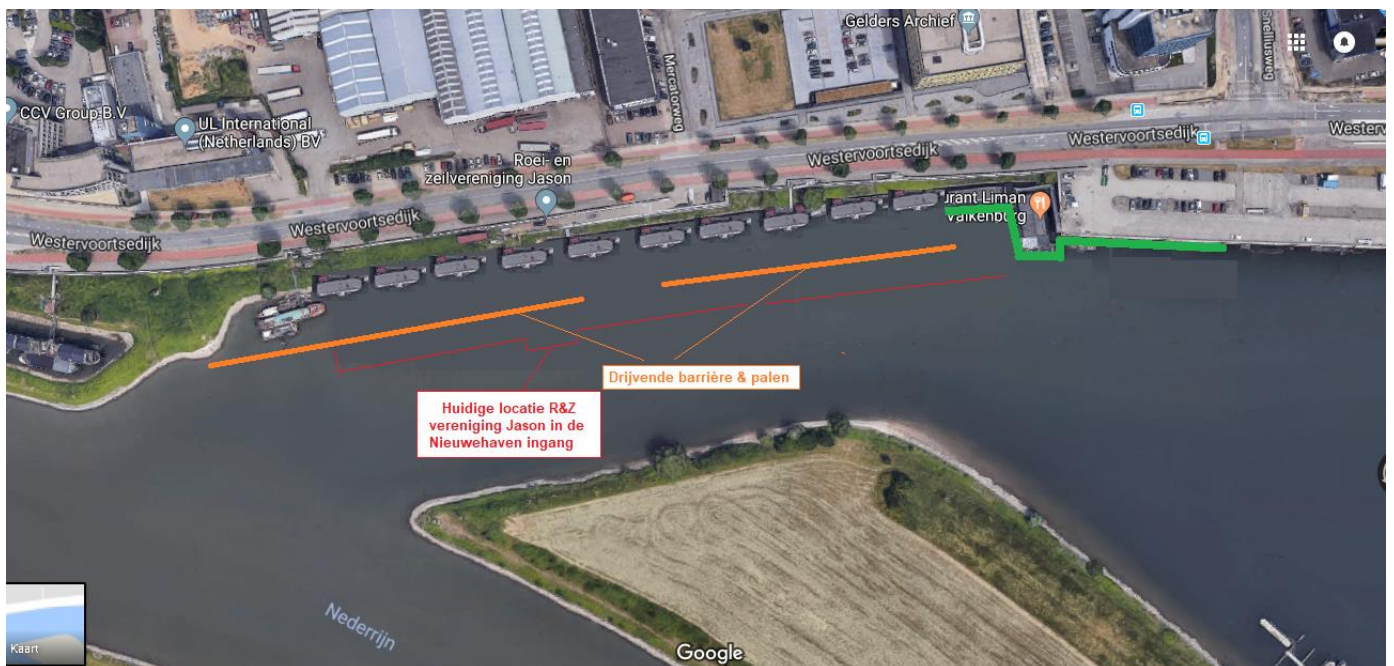 Gelders Archief
Snelliusweg
Mercatorweg
CCV Group B.V
UL International
(Netherlands) BV
Westervoortsedijk
Westerv
Westervoortsedijk
Roei- en
zeilvereniging Jason
urant Liman
Valkenburg
Westervoortsedijk
Westervoortsedijk
Drijvende barrière & palen
Huidige locatie R&Z
vereniging Jason in de
Nieuwehaven ingang
Nederrijn
Kaart
Google